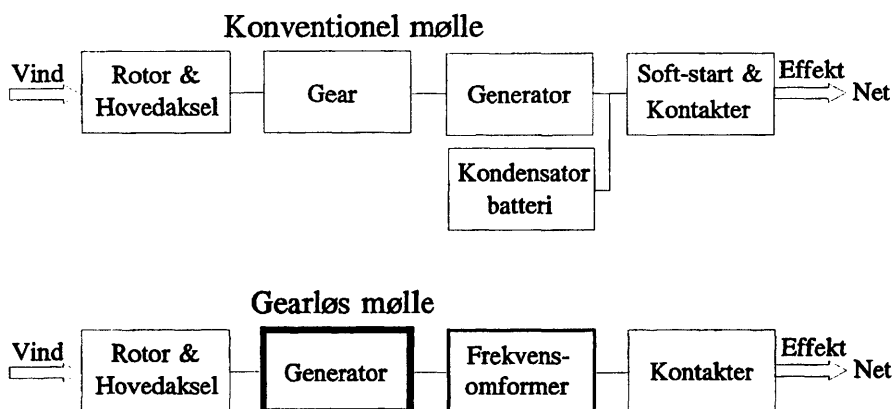 Konventionel mølle
Vind
Rotor &
Hovedaksel
Gear
Generator
Soft-start &
Kontakter
Effekt
Net
Kondensator
batteri
Gearløs mølle
Vind
Rotor &
Hovedaksel
Generator
Frekvens-
omformer
Kontakter
Effekt
Net